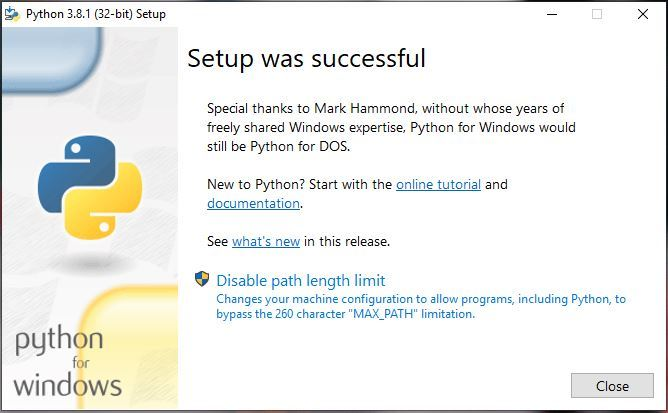 Python 3.8.1 (32-bit) Setup
Setup was successful
Special thanks to Mark Hammond, without whose years of
freely shared Windows expertise, Python for Windows would
still be Python for DOS.
New to Python? Start with the online tutorial and
documentation.
See what's new in this release.
Disable path length limit
Changes your machine configuration to allow programs, including Python, to
bypass the 260 character "MAX_PATH" limitation.
python
for
windows
Close